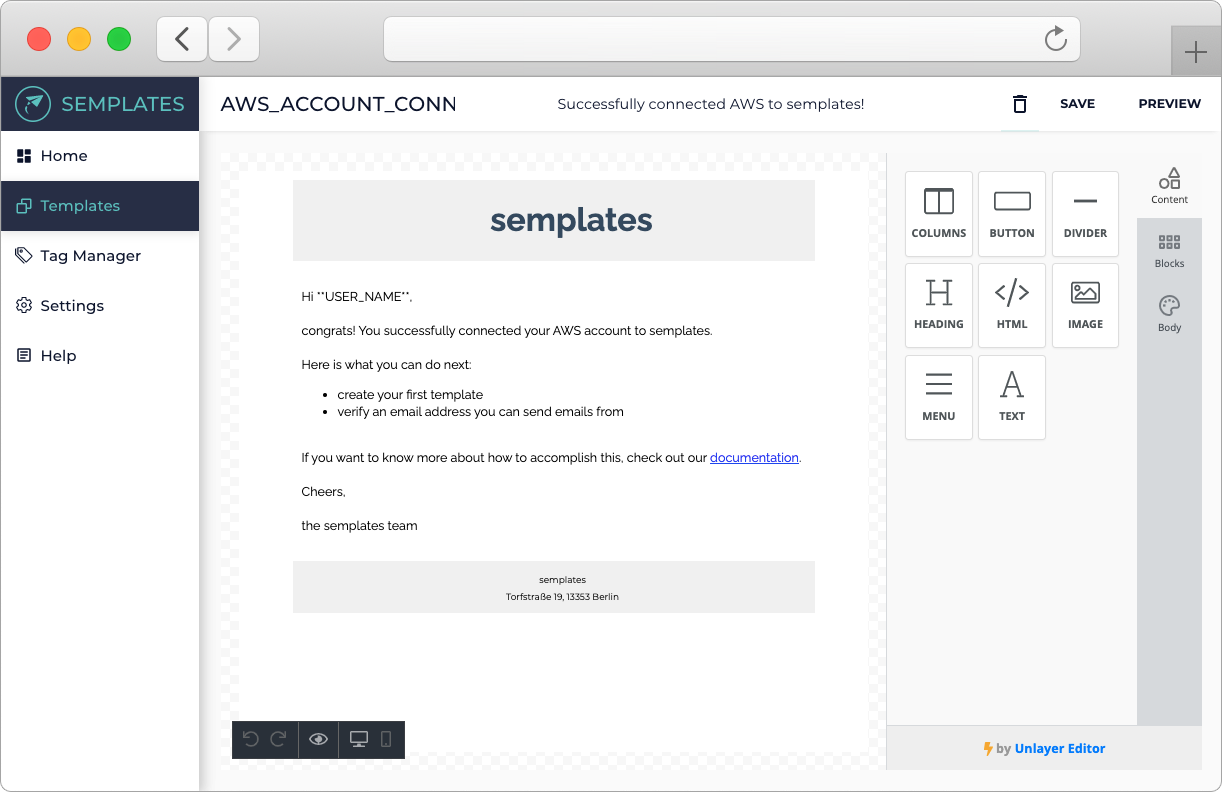 SEMPLATES
AWS_ACCOUNT_CONN
Successfully connected AWS to semplates!
SAVE
PREVIEW
Home
Templates
Tag Manager
Settings
Help
semplates
Hi **USER_NAME**,
congrats! You successfully connected your AWS account to semplates.
Here is what you can do next:
• create your first template
• verify an email address you can send emails from
If you want to know more about how to accomplish this, check out our documentation.
Cheers,
the semplates team
semplates
Torfstraße 19, 13353 Berlin
COLUMNS
BUTTON
DIVIDER
HEADING
HTML
IMAGE
MENU
TEXT
Content
Blocks
Body
by Unlayer Editor